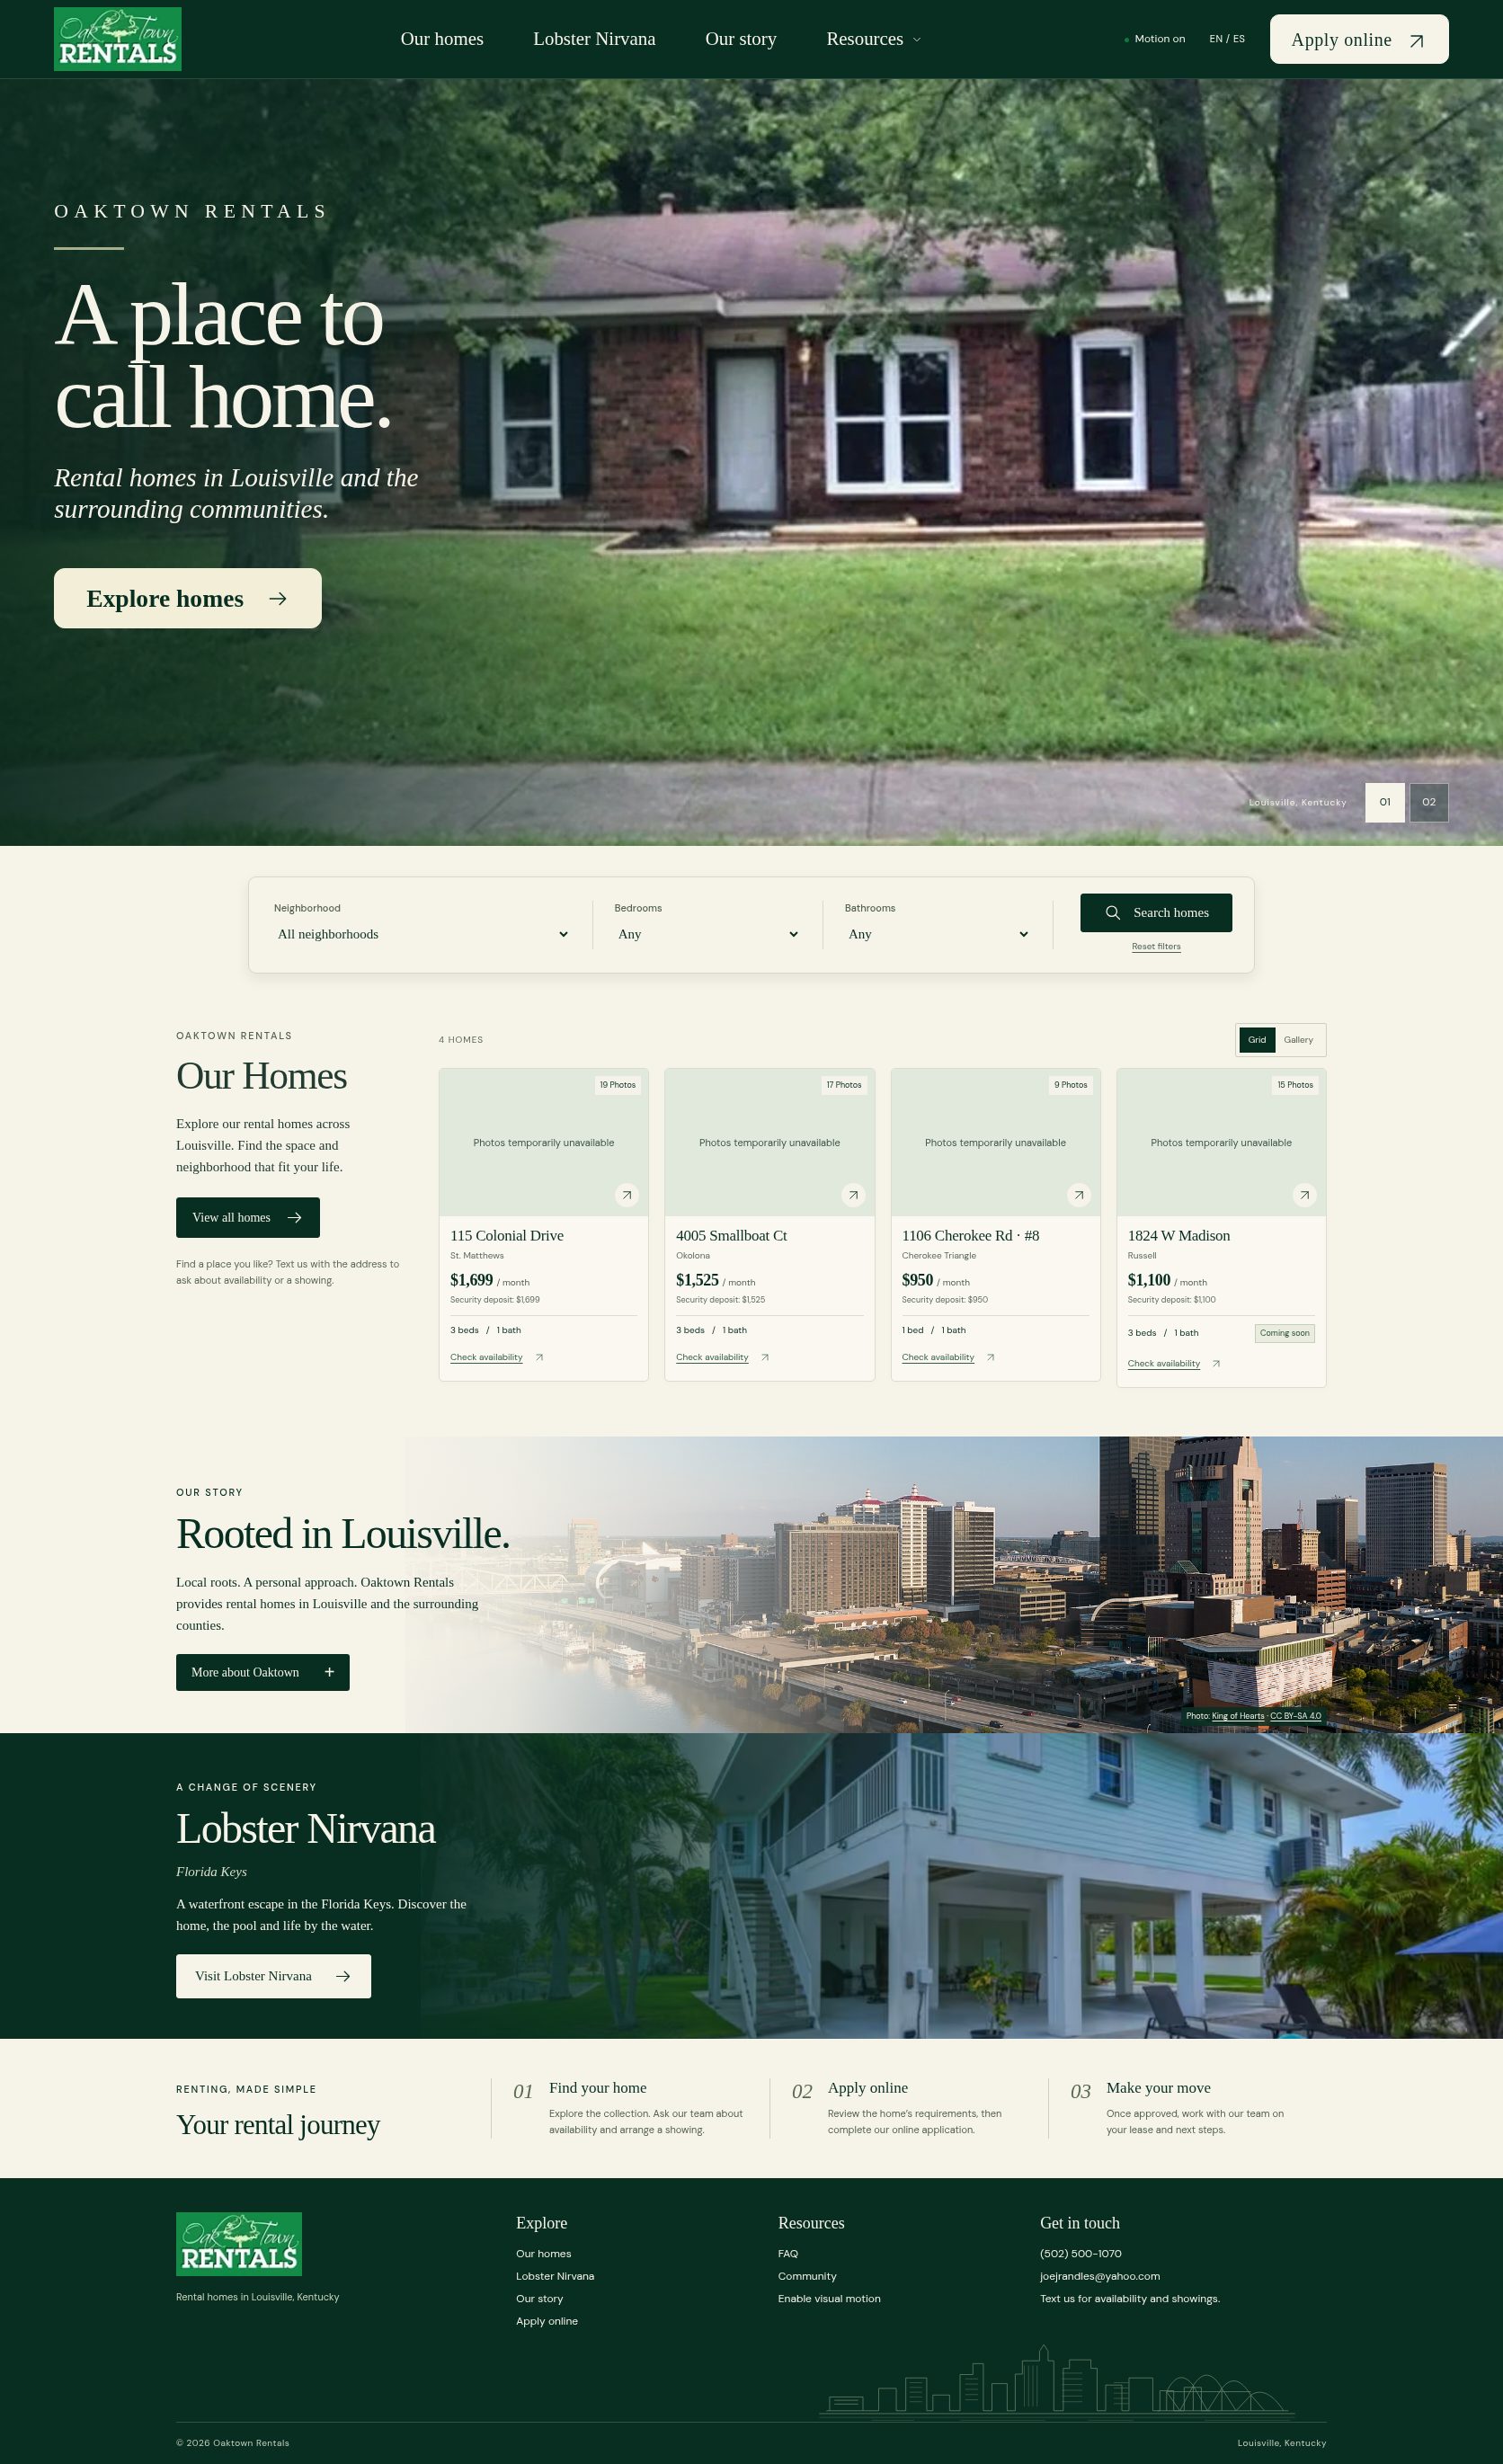 Oak Town
RENTALS
Our homes
Lobster Nirvana
Our story
Resources
Motion on
EN / ES
Apply online
OAKTOWN RENTALS
A place to
call home.
Rental homes in Louisville and the
surrounding communities.
Explore homes
Louisville, Kentucky
01
02
Neighborhood
All neighborhoods
Bedrooms
Any
Bathrooms
Any
Search homes
Reset filters
OAKTOWN RENTALS
Our Homes
Explore our rental homes across
Louisville. Find the space and
neighborhood that fit your life.
View all homes
Find a place you like? Text us with the address to
ask about availability or a showing.
4 HOMES
Grid
Gallery
19 Photos
Photos temporarily unavailable
115 Colonial Drive
St. Matthews
$1,699 / month
Security deposit: $1,699
3 beds / 1 bath
Check availability
17 Photos
Photos temporarily unavailable
4005 Smallboat Ct
Okolona
$1,525 / month
Security deposit: $1,525
3 beds / 1 bath
Check availability
9 Photos
Photos temporarily unavailable
1106 Cherokee Rd · #8
Cherokee Triangle
$950 / month
Security deposit: $950
1 bed / 1 bath
Check availability
15 Photos
Photos temporarily unavailable
1824 W Madison
Russell
$1,100 / month
Security deposit: $1,100
3 beds / 1 bath
Coming soon
Check availability
OUR STORY
Rooted in Louisville.
Local roots. A personal approach. Oaktown Rentals
provides rental homes in Louisville and the surrounding
counties.
More about Oaktown +
Photo: King of Hearts · CC BY-SA 4.0
A CHANGE OF SCENERY
Lobster Nirvana
Florida Keys
A waterfront escape in the Florida Keys. Discover the
home, the pool and life by the water.
Visit Lobster Nirvana
RENTING, MADE SIMPLE
Your rental journey
01
Find your home
Explore the collection. Ask our team about
availability and arrange a showing.
02
Apply online
Review the home's requirements, then
complete our online application.
03
Make your move
Once approved, work with our team on
your lease and next steps.
Oak Town
RENTALS
Rental homes in Louisville, Kentucky
Explore
Our homes
Lobster Nirvana
Our story
Apply online
Resources
FAQ
Community
Enable visual motion
Get in touch
(502) 500-1070
joejrandles@yahoo.com
Text us for availability and showings.
© 2026 Oaktown Rentals
Louisville, Kentucky